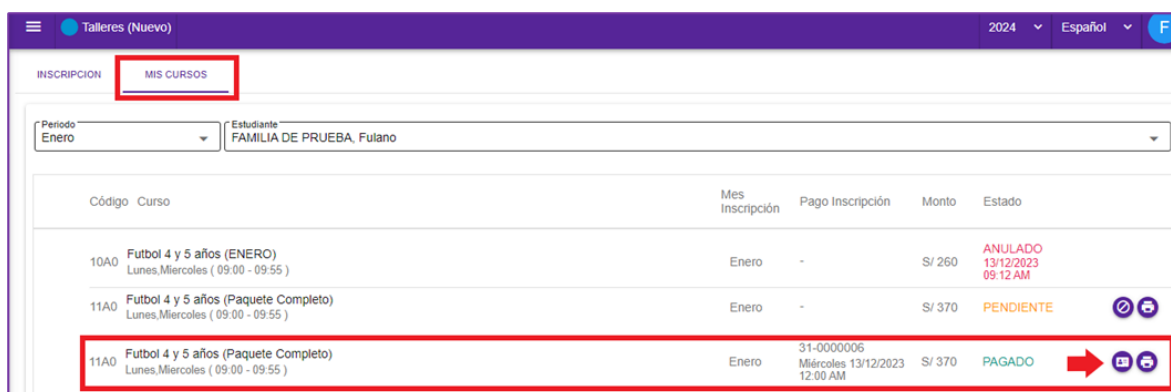 Talleres (Nuevo) 2024 Español F
INSCRIPCION MIS CURSOS
Periodo Estudiante
Enero FAMILIA DE PRUEBA, Fulano
Código Curso Mes Inscripción Pago Inscripción Monto Estado
10A0 Futbol 4 y 5 años (ENERO) Enero - S/ 260 ANULADO
Lunes,Miercoles ( 09:00 - 09:55 ) 13/12/2023
09:12 AM
11A0 Futbol 4 y 5 años (Paquete Completo) Enero - S/ 370 PENDIENTE
Lunes,Miercoles ( 09:00 - 09:55 )
11A0 Futbol 4 y 5 años (Paquete Completo) Enero 31-0000006 S/ 370 PAGADO
Lunes,Miercoles ( 09:00 - 09:55 ) Miércoles 13/12/2023
12:00 AM